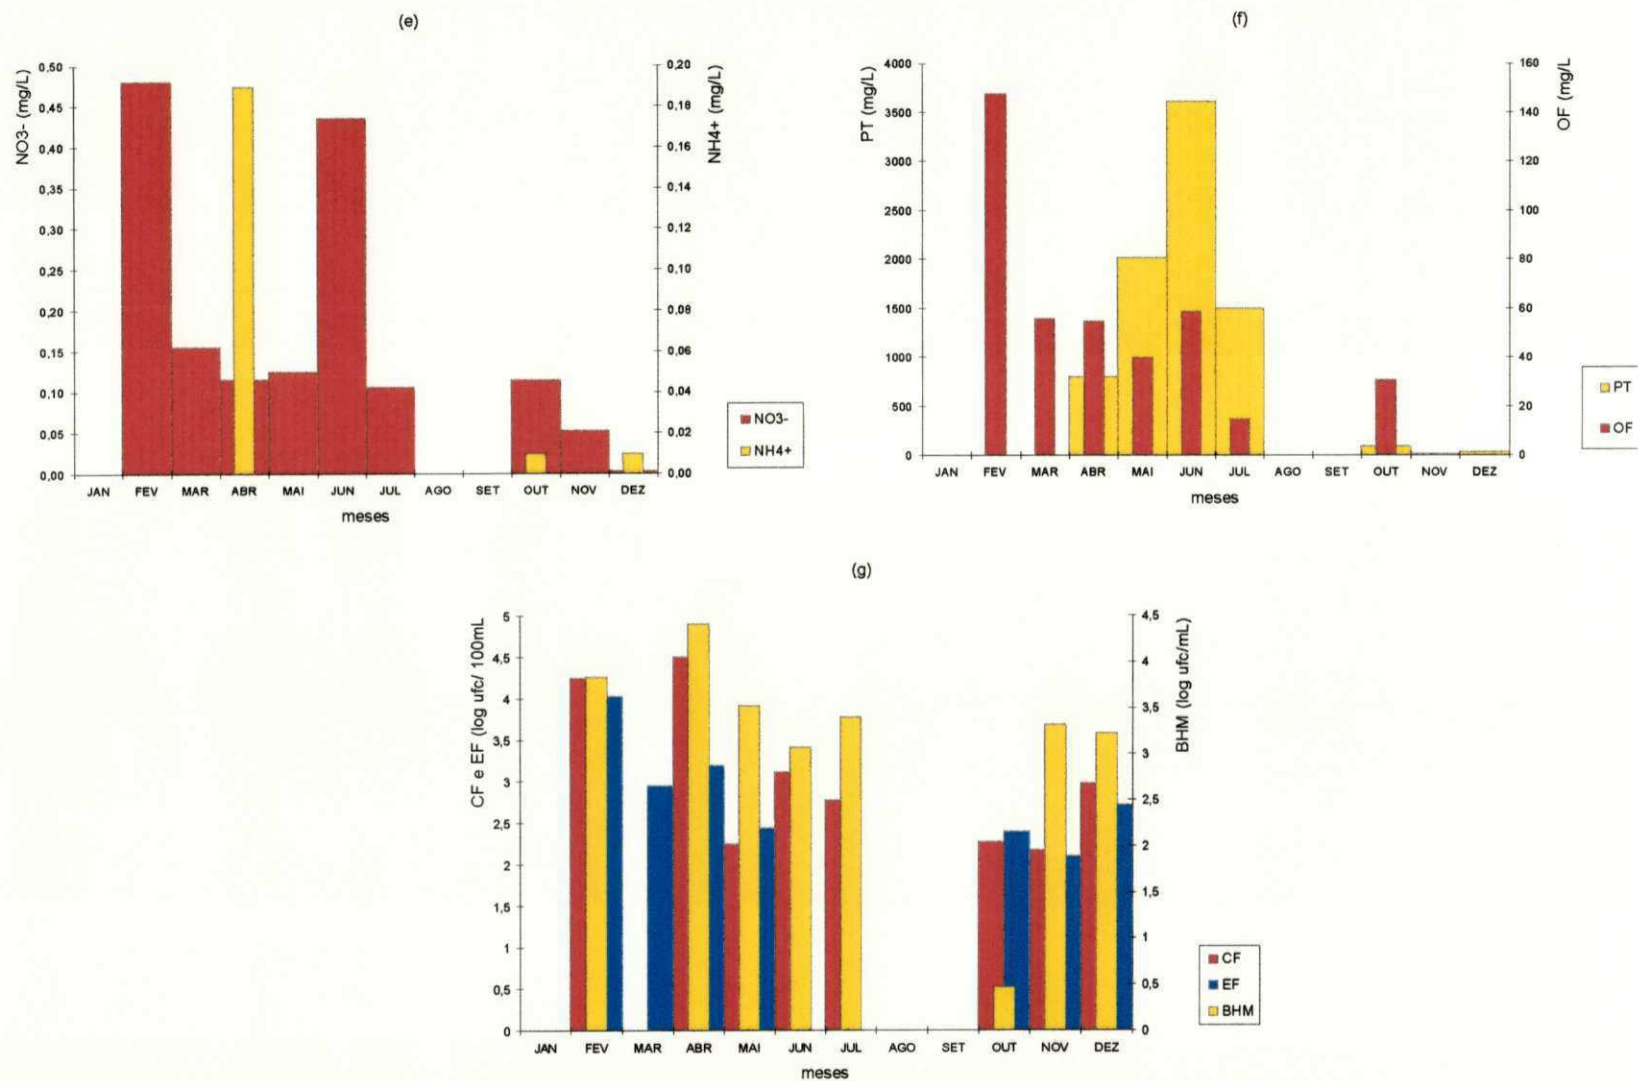 (e)
NO3- (mg/L)
0,50
0,45
0,40
0,35
0,30
0,25
0,20
0,15
0,10
0,05
0,00
0,20
0,18
0,16
0,14
0,12
0,10
0,08
0,06
0,04
0,02
0,00
NH4+ (mg/L)
JAN FEV MAR ABR MAI JUN JUL AGO SET OUT NOV DEZ
meses
NO3-
NH4+
(f)
PT (mg/L)
4000
3500
3000
2500
2000
1500
1000
500
0
160
140
120
100
80
60
40
20
0
OF (mg/L
JAN FEV MAR ABR MAI JUN JUL AGO SET OUT NOV DEZ
meses
PT
OF
(g)
CF e EF (log ufc/ 100mL
5
4,5
4
3,5
3
2,5
2
1,5
1
0,5
0
4,5
4
3,5
3
2,5
2
1,5
1
0,5
0
BHM (log ufc/mL)
JAN FEV MAR ABR MAI JUN JUL AGO SET OUT NOV DEZ
meses
CF
EF
BHM